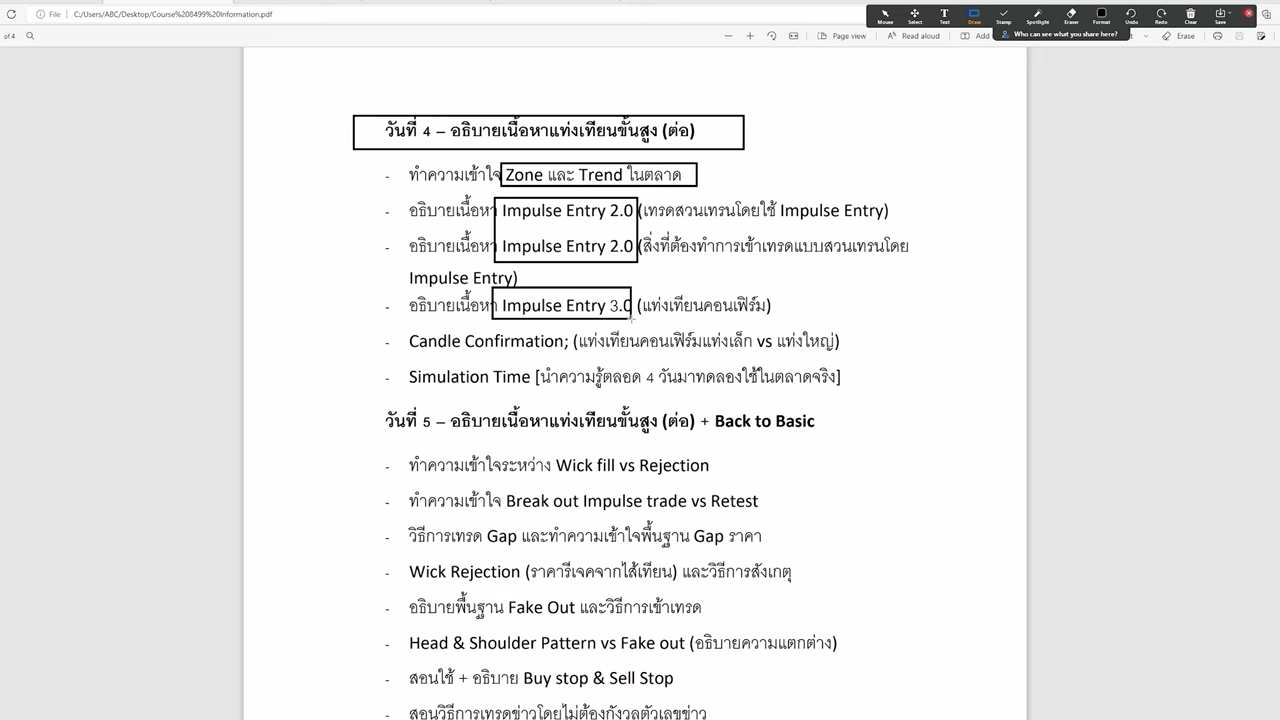 File
C:/Users/ABC/Desktop/Course%208499%20Information.pdf
Mouse Select Text Draw Stamp Spotlight Eraser Format Undo Redo Clear Save
Who can see what you share here?
of 4
Page view
Read aloud
Add
Erase
วันที่ 4 – อธิบายเนื้อหาแท่งเทียนขั้นสูง (ต่อ)
- ทำความเข้าใจ Zone และ Trend ในตลาด
- อธิบายเนื้อหา Impulse Entry 2.0 (เทรดสวนเทรนโดยใช้ Impulse Entry)
- อธิบายเนื้อหา Impulse Entry 2.0 (สิ่งที่ต้องทำการเข้าเทรดแบบสวนเทรนโดย
Impulse Entry)
- อธิบายเนื้อหา Impulse Entry 3.0 (แท่งเทียนคอนเฟิร์ม)
- Candle Confirmation; (แท่งเทียนคอนเฟิร์มแท่งเล็ก vs แท่งใหญ่)
- Simulation Time [นำความรู้ตลอด 4 วันมาทดลองใช้ในตลาดจริง]
วันที่ 5 – อธิบายเนื้อหาแท่งเทียนขั้นสูง (ต่อ) + Back to Basic
- ทำความเข้าใจระหว่าง Wick fill vs Rejection
- ทำความเข้าใจ Break out Impulse trade vs Retest
- วิธีการเทรด Gap และทำความเข้าใจพื้นฐาน Gap ราคา
- Wick Rejection (ราคารีเจคจากไส้เทียน) และวิธีการสังเกตุ
- อธิบายพื้นฐาน Fake Out และวิธีการเข้าเทรด
- Head & Shoulder Pattern vs Fake out (อธิบายความแตกต่าง)
- สอนใช้ + อธิบาย Buy stop & Sell Stop
- สอนวิธีการเทรดข่าวโดยไม่ต้องกังวลตัวเลขข่าว